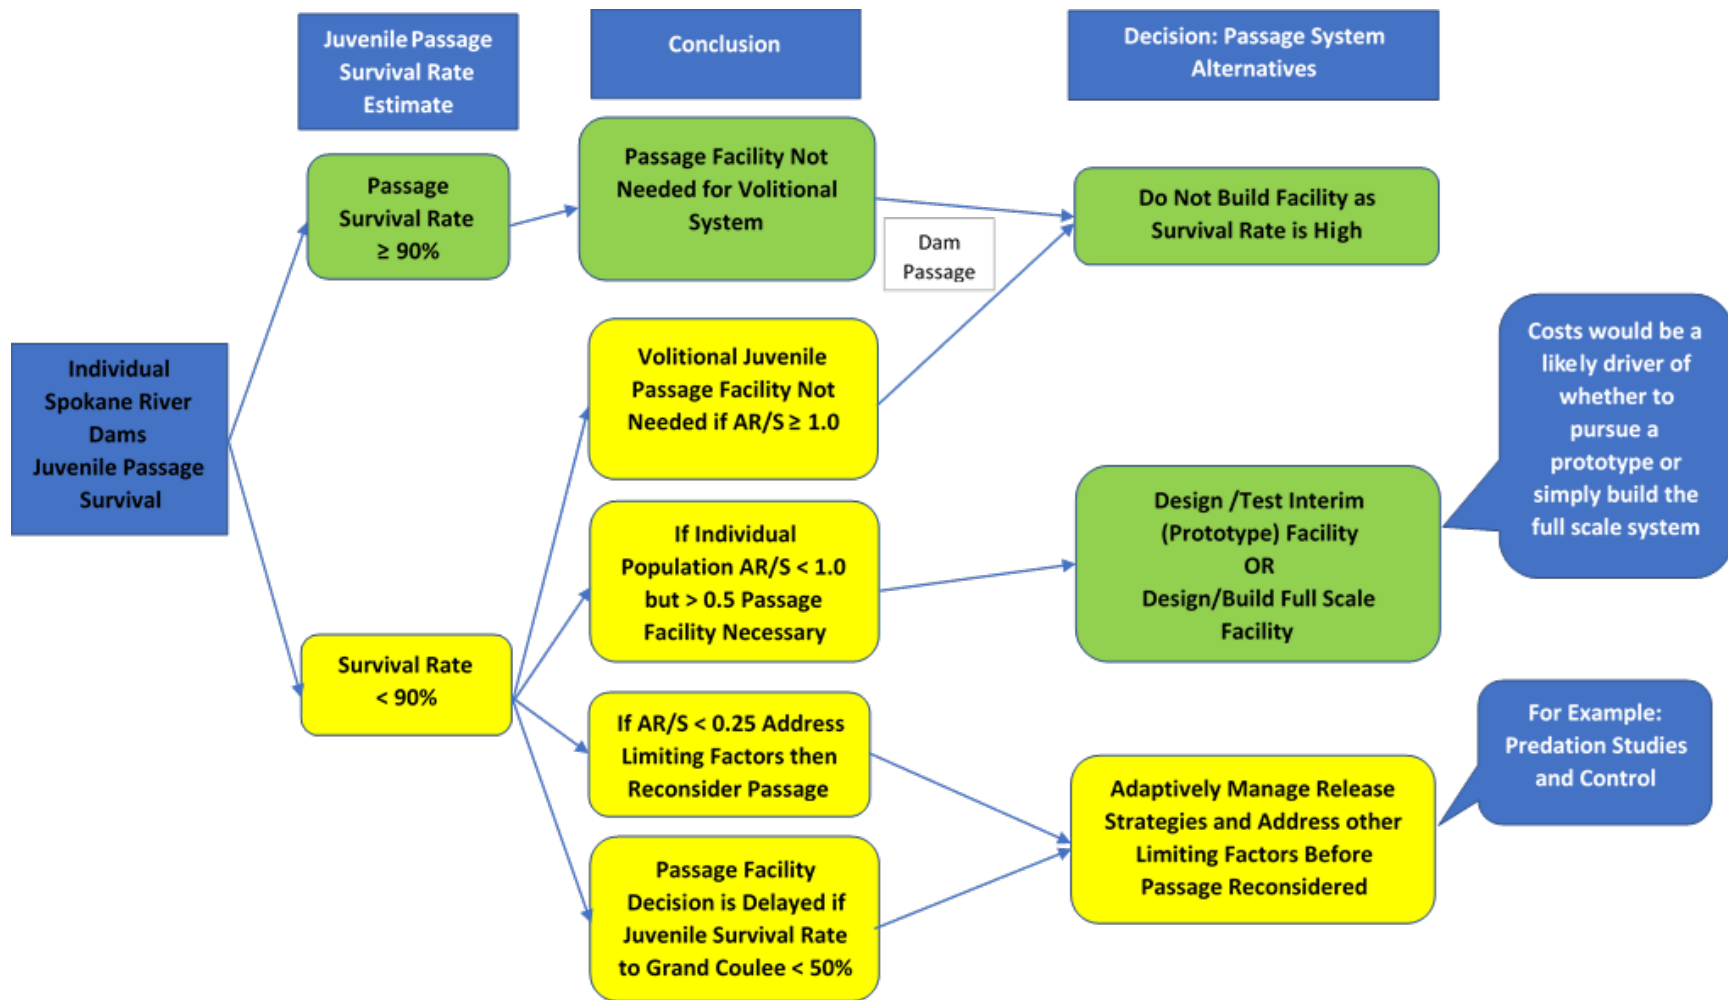 Juvenile Passage
Survival Rate
Estimate
Conclusion
Decision: Passage System
Alternatives
Individual
Spokane River
Dams
Juvenile Passage
Survival
Passage
Survival Rate
≥ 90%
Passage Facility Not
Needed for Volitional
System
Dam
Passage
Do Not Build Facility as
Survival Rate is High
Survival Rate
< 90%
Volitional Juvenile
Passage Facility Not
Needed if AR/S ≥ 1.0
If Individual
Population AR/S < 1.0
but > 0.5 Passage
Facility Necessary
Design /Test Interim
(Prototype) Facility
OR
Design/Build Full Scale
Facility
Costs would be a
likely driver of
whether to
pursue a
prototype or
simply build the
full scale system
If AR/S < 0.25 Address
Limiting Factors then
Reconsider Passage
Passage Facility
Decision is Delayed if
Juvenile Survival Rate
to Grand Coulee < 50%
Adaptively Manage Release
Strategies and Address other
Limiting Factors Before
Passage Reconsidered
For Example:
Predation Studies
and Control